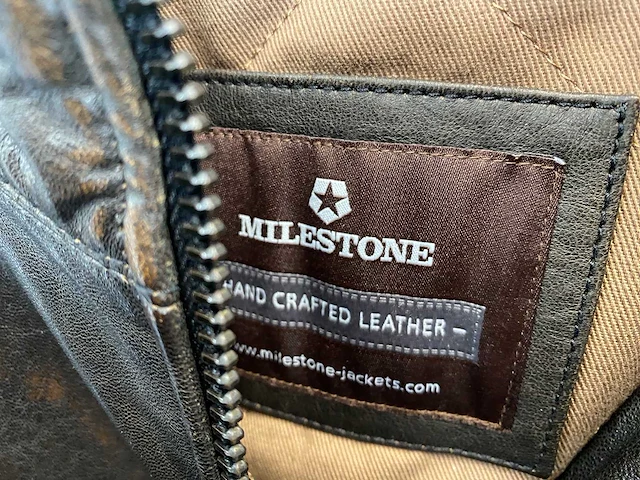 MILESTONE
HAND CRAFTED LEATHER –
www.milestone-jackets.com